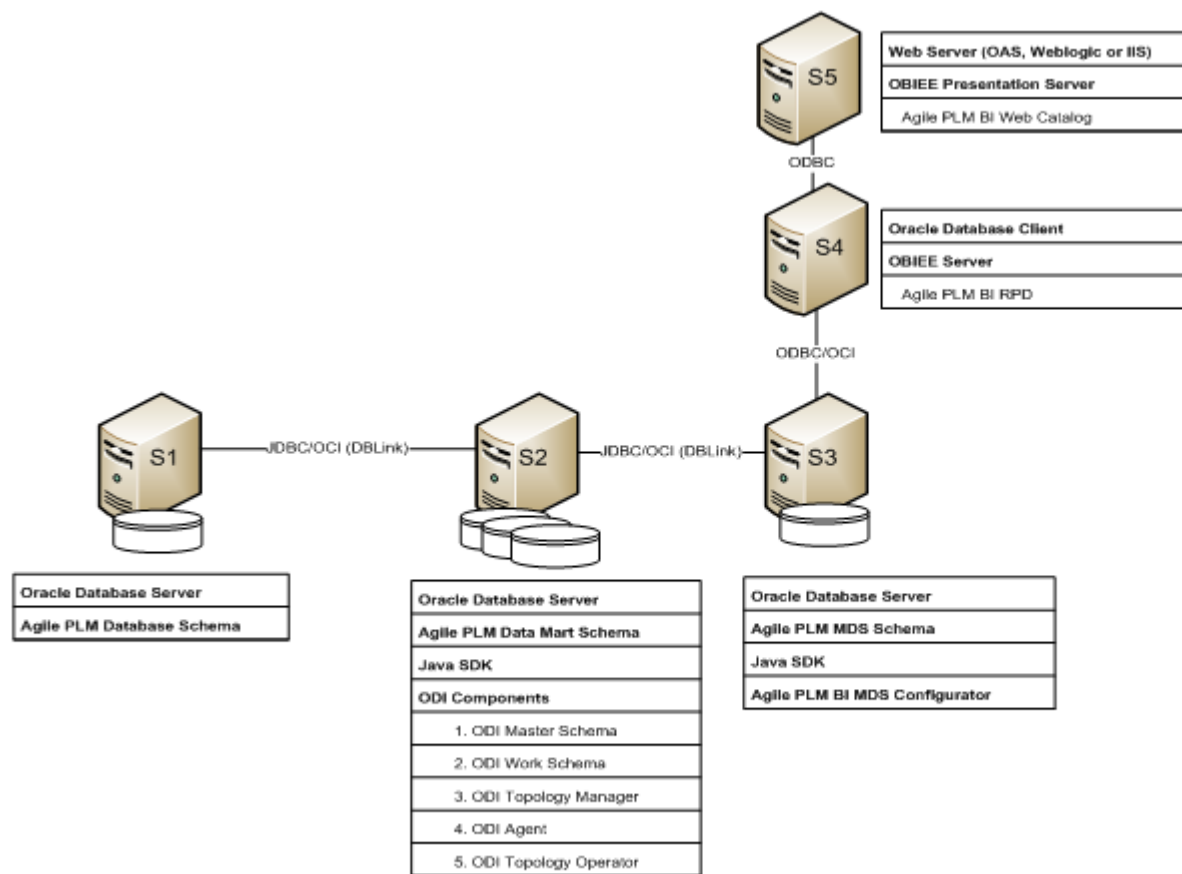 S5
Web Server (OAS, Weblogic or IIS)
OBIEE Presentation Server
Agile PLM BI Web Catalog
ODBC
S4
Oracle Database Client
OBIEE Server
Agile PLM BI RPD
ODBC/OCI
S1
JDBC/OCI (DBLink)
S2
JDBC/OCI (DBLink)
S3
Oracle Database Server
Agile PLM Database Schema
Oracle Database Server
Agile PLM Data Mart Schema
Java SDK
ODI Components
1. ODI Master Schema
2. ODI Work Schema
3. ODI Topology Manager
4. ODI Agent
5. ODI Topology Operator
Oracle Database Server
Agile PLM MDS Schema
Java SDK
Agile PLM BI MDS Configurator